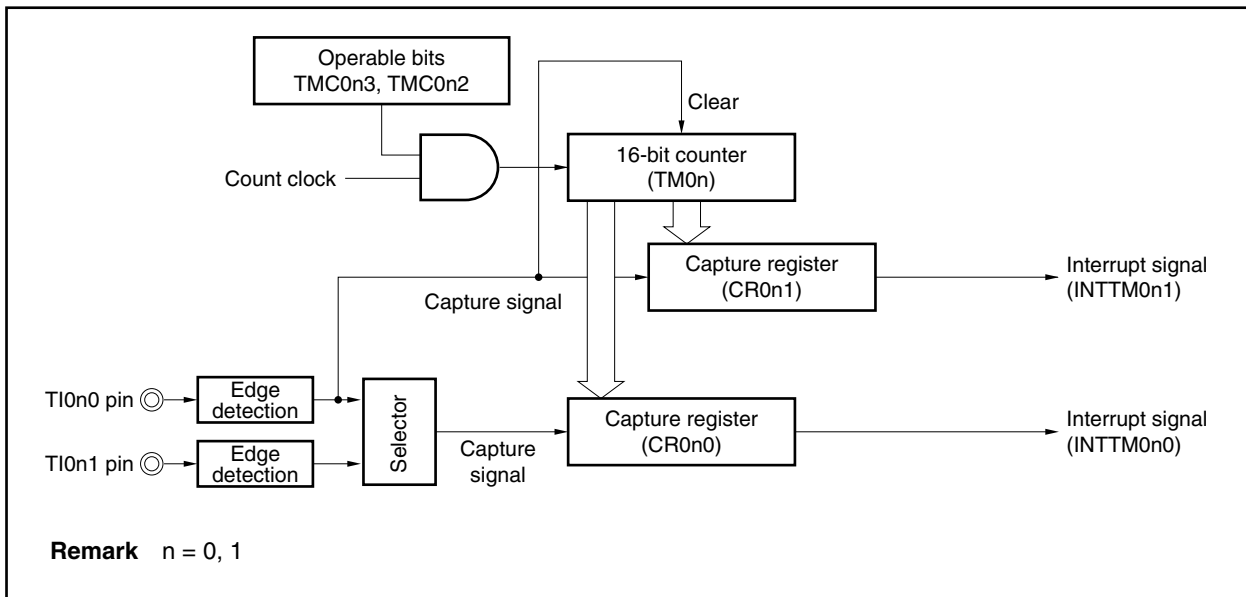 Operable bits
TMC0n3, TMC0n2
Clear
16-bit counter
(TM0n)
Count clock
Capture register
(CR0n1)
Interrupt signal
(INTTM0n1)
Capture signal
TI0n0 pin
Edge
detection
Selector
Capture register
(CR0n0)
Interrupt signal
(INTTM0n0)
TI0n1 pin
Edge
detection
Capture
signal
Remark n = 0, 1